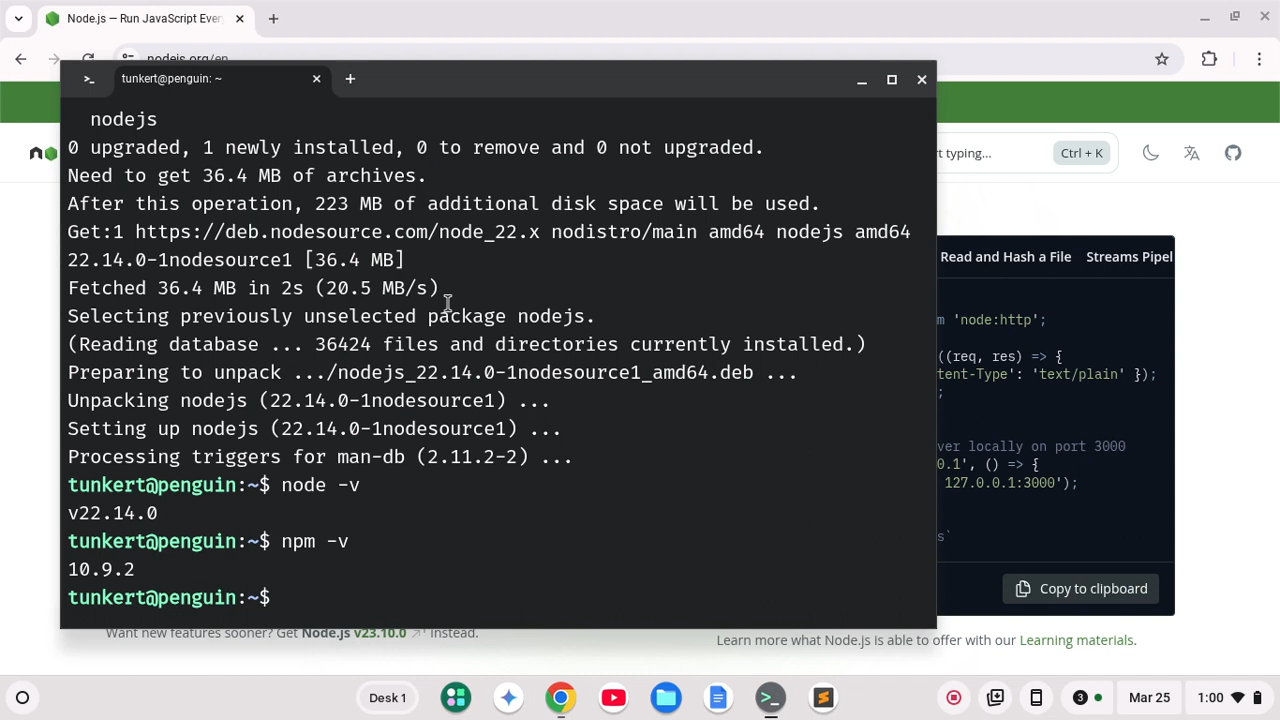 Node.js — Run JavaScript Ever
nodejs.org/en
tunkert@penguin: ~
nodejs
0 upgraded, 1 newly installed, 0 to remove and 0 not upgraded.
Need to get 36.4 MB of archives.
After this operation, 223 MB of additional disk space will be used.
Get:1 https://deb.nodesource.com/node_22.x nodistro/main amd64 nodejs amd64
22.14.0-1nodesource1 [36.4 MB]
Fetched 36.4 MB in 2s (20.5 MB/s)
Selecting previously unselected package nodejs.
(Reading database ... 36424 files and directories currently installed.)
Preparing to unpack .../nodejs_22.14.0-1nodesource1_amd64.deb ...
Unpacking nodejs (22.14.0-1nodesource1) ...
Setting up nodejs (22.14.0-1nodesource1) ...
Processing triggers for man-db (2.11.2-2) ...
tunkert@penguin:~$ node -v
v22.14.0
tunkert@penguin:~$ npm -v
10.9.2
tunkert@penguin:~$
rt typing...
Ctrl + K
Read and Hash a File Streams Pipel
m 'node:http';
((req, res) => {
tent-Type': 'text/plain' });
;
ver locally on port 3000
0.1', () => {
127.0.0.1:3000');
s`
Copy to clipboard
Want new features sooner? Get Node.js v23.10.0 instead.
Learn more what Node.js is able to offer with our Learning materials.
Desk 1
3
Mar 25
1:00